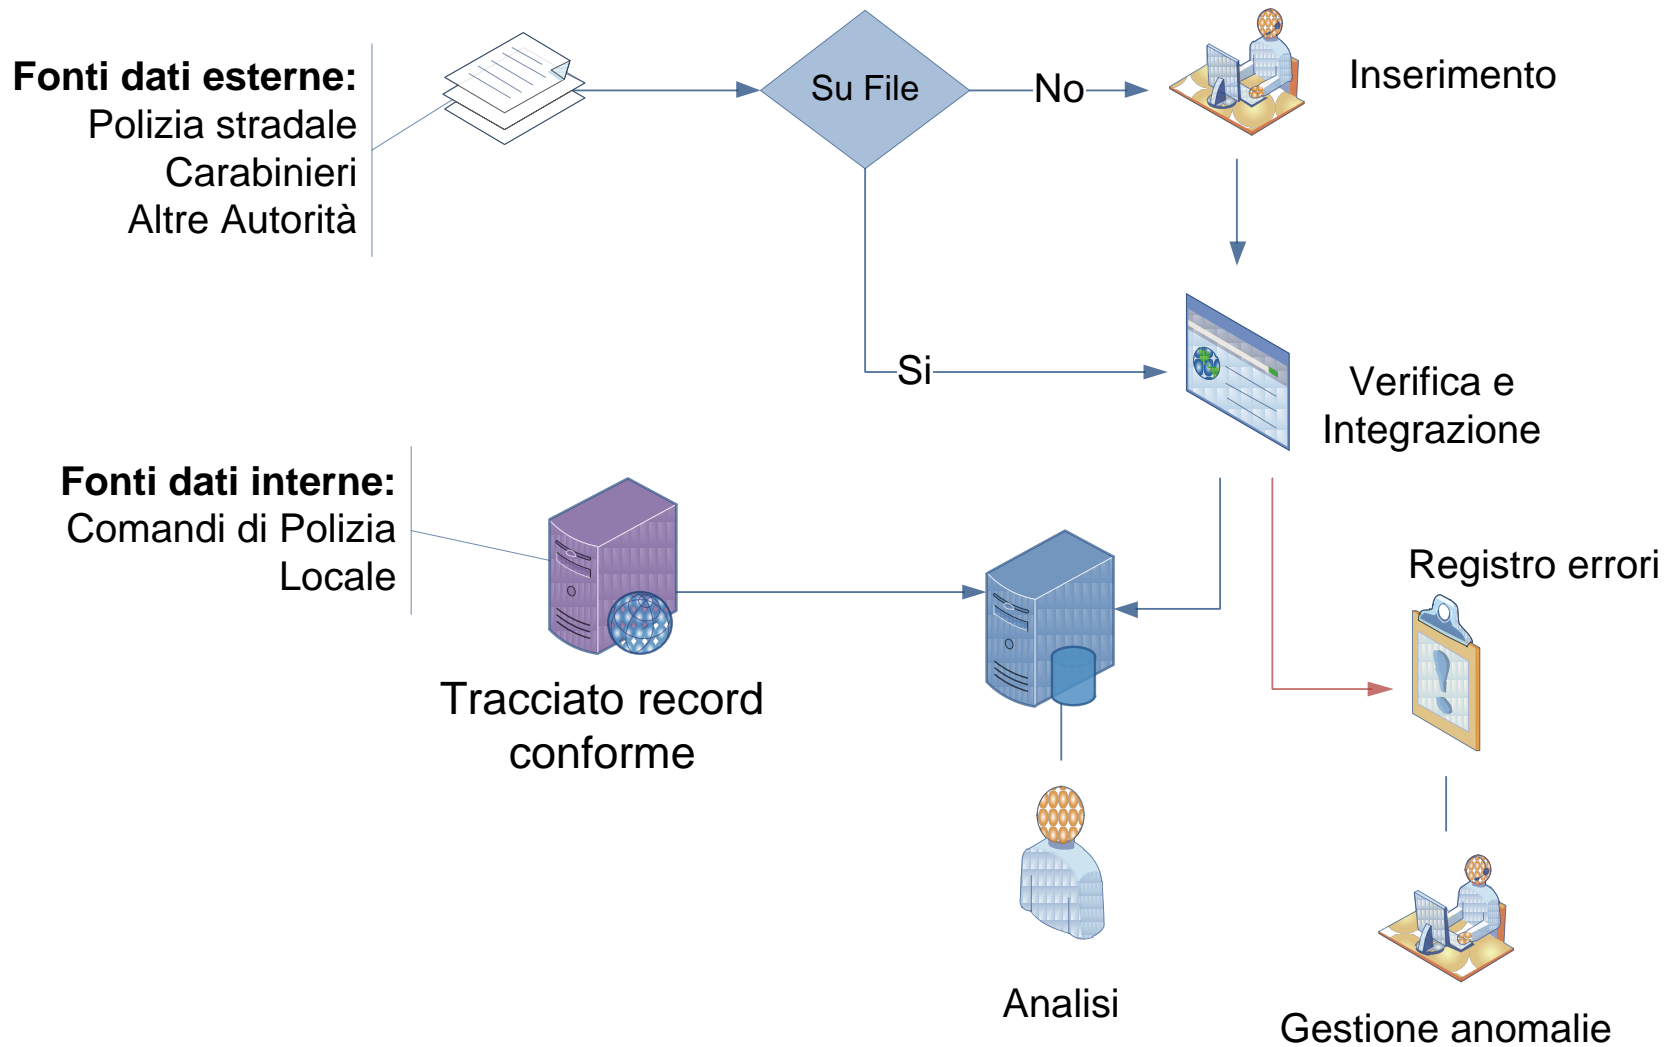 Fonti dati esterne:
Polizia stradale
Carabinieri
Altre Autorità
Su File
No
Inserimento
Si
Verifica e
Integrazione
Fonti dati interne:
Comandi di Polizia
Locale
Tracciato record
conforme
Registro errori
Analisi
Gestione anomalie